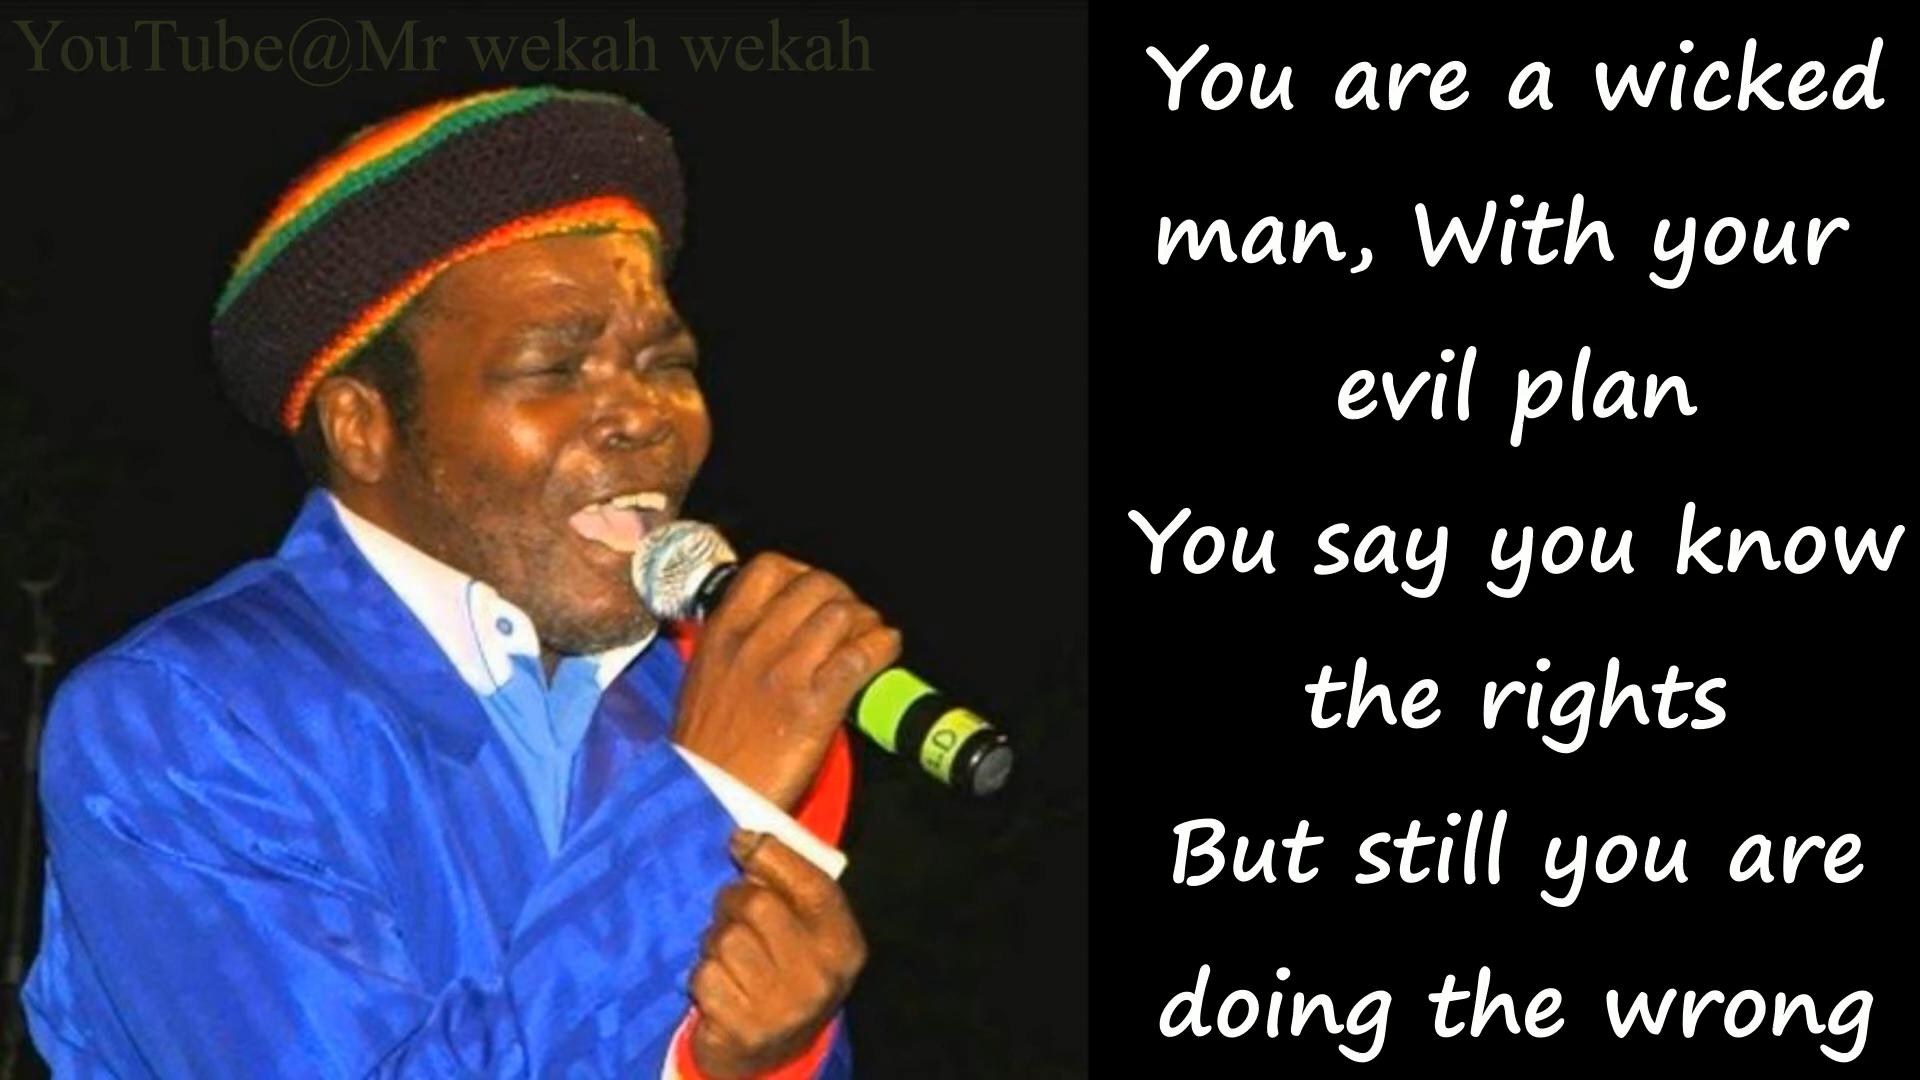 YouTube@Mr wekah wekah
You are a wicked
man, With your
evil plan
You say you know
the rights
But still you are
doing the wrong